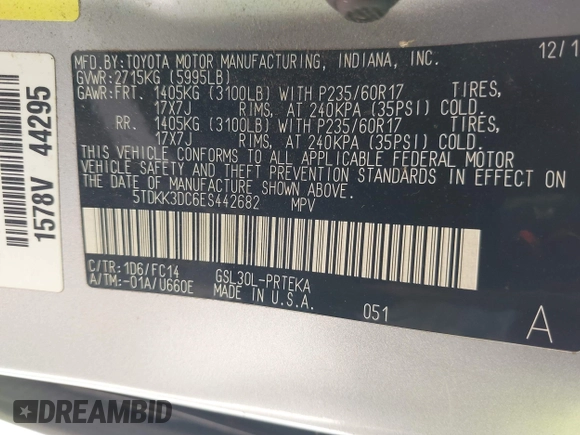 MFD.BY:TOYOTA MOTOR MANUFACTURING, INDIANA, INC. 12/1
GVWR:2715KG (5995LB)
GAWR:FRT. 1405KG (3100LB) WITH P235/60R17 TIRES,
17X7J RIMS, AT 240KPA (35PSI) COLD.
RR. 1405KG (3100LB) WITH P235/60R17 TIRES,
17X7J RIMS, AT 240KPA (35PSI) COLD.
THIS VEHICLE CONFORMS TO ALL APPLICABLE FEDERAL MOTOR
VEHICLE SAFETY AND THEFT PREVENTION STANDARDS IN EFFECT ON
THE DATE OF MANUFACTURE SHOWN ABOVE.
5TDKK3DC6ES442682 MPV
C/TR:1D6/FC14 GSL30L-PRTEKA
A/TM:-01A/U660E MADE IN U.S.A. 051
A
1578V 44295
DREAMBID